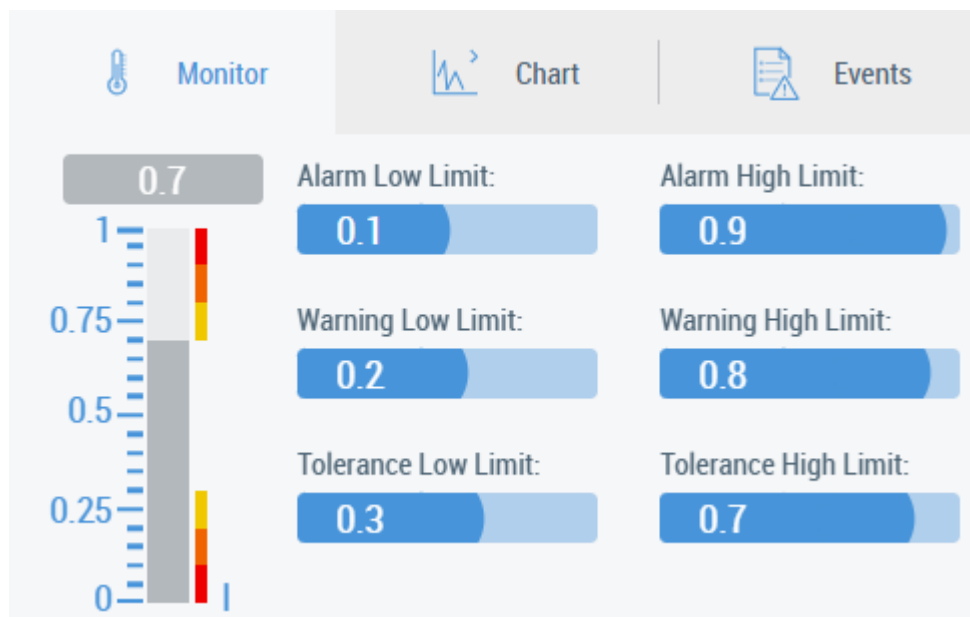 Monitor
Chart
Events
0.7
Alarm Low Limit:
Alarm High Limit:
0.1
0.9
1
0.75
0.5
0.25
0
Warning Low Limit:
Warning High Limit:
0.2
0.8
Tolerance Low Limit:
Tolerance High Limit:
0.3
0.7